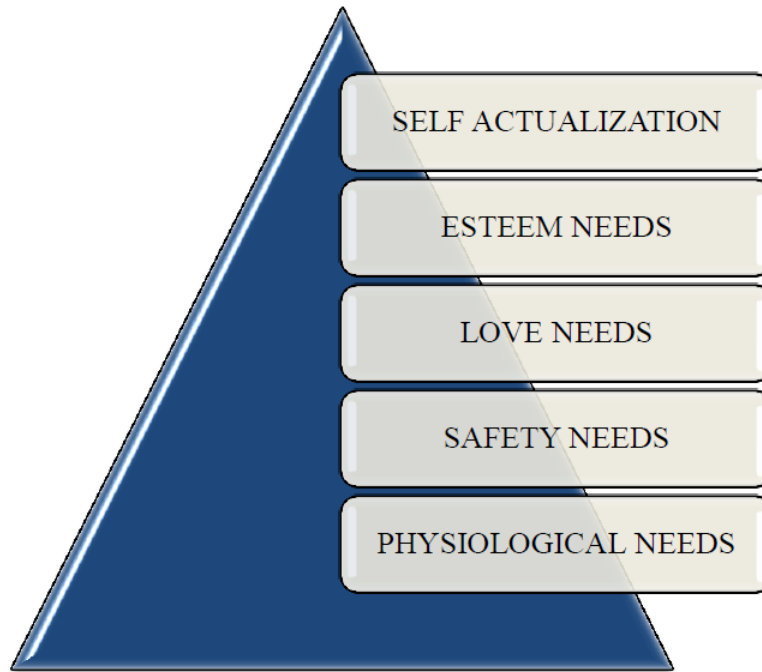 SELF ACTUALIZATION
ESTEEM NEEDS
LOVE NEEDS
SAFETY NEEDS
PHYSIOLOGICAL NEEDS